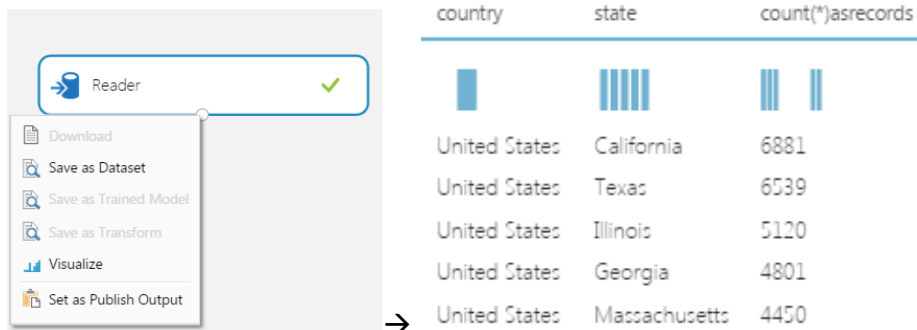 Reader
Download
Save as Dataset
Save as Trained Model
Save as Transform
Visualize
Set as Publish Output
→
country state count(*)asrecords
United States California 6881
United States Texas 6539
United States Illinois 5120
United States Georgia 4801
United States Massachusetts 4450